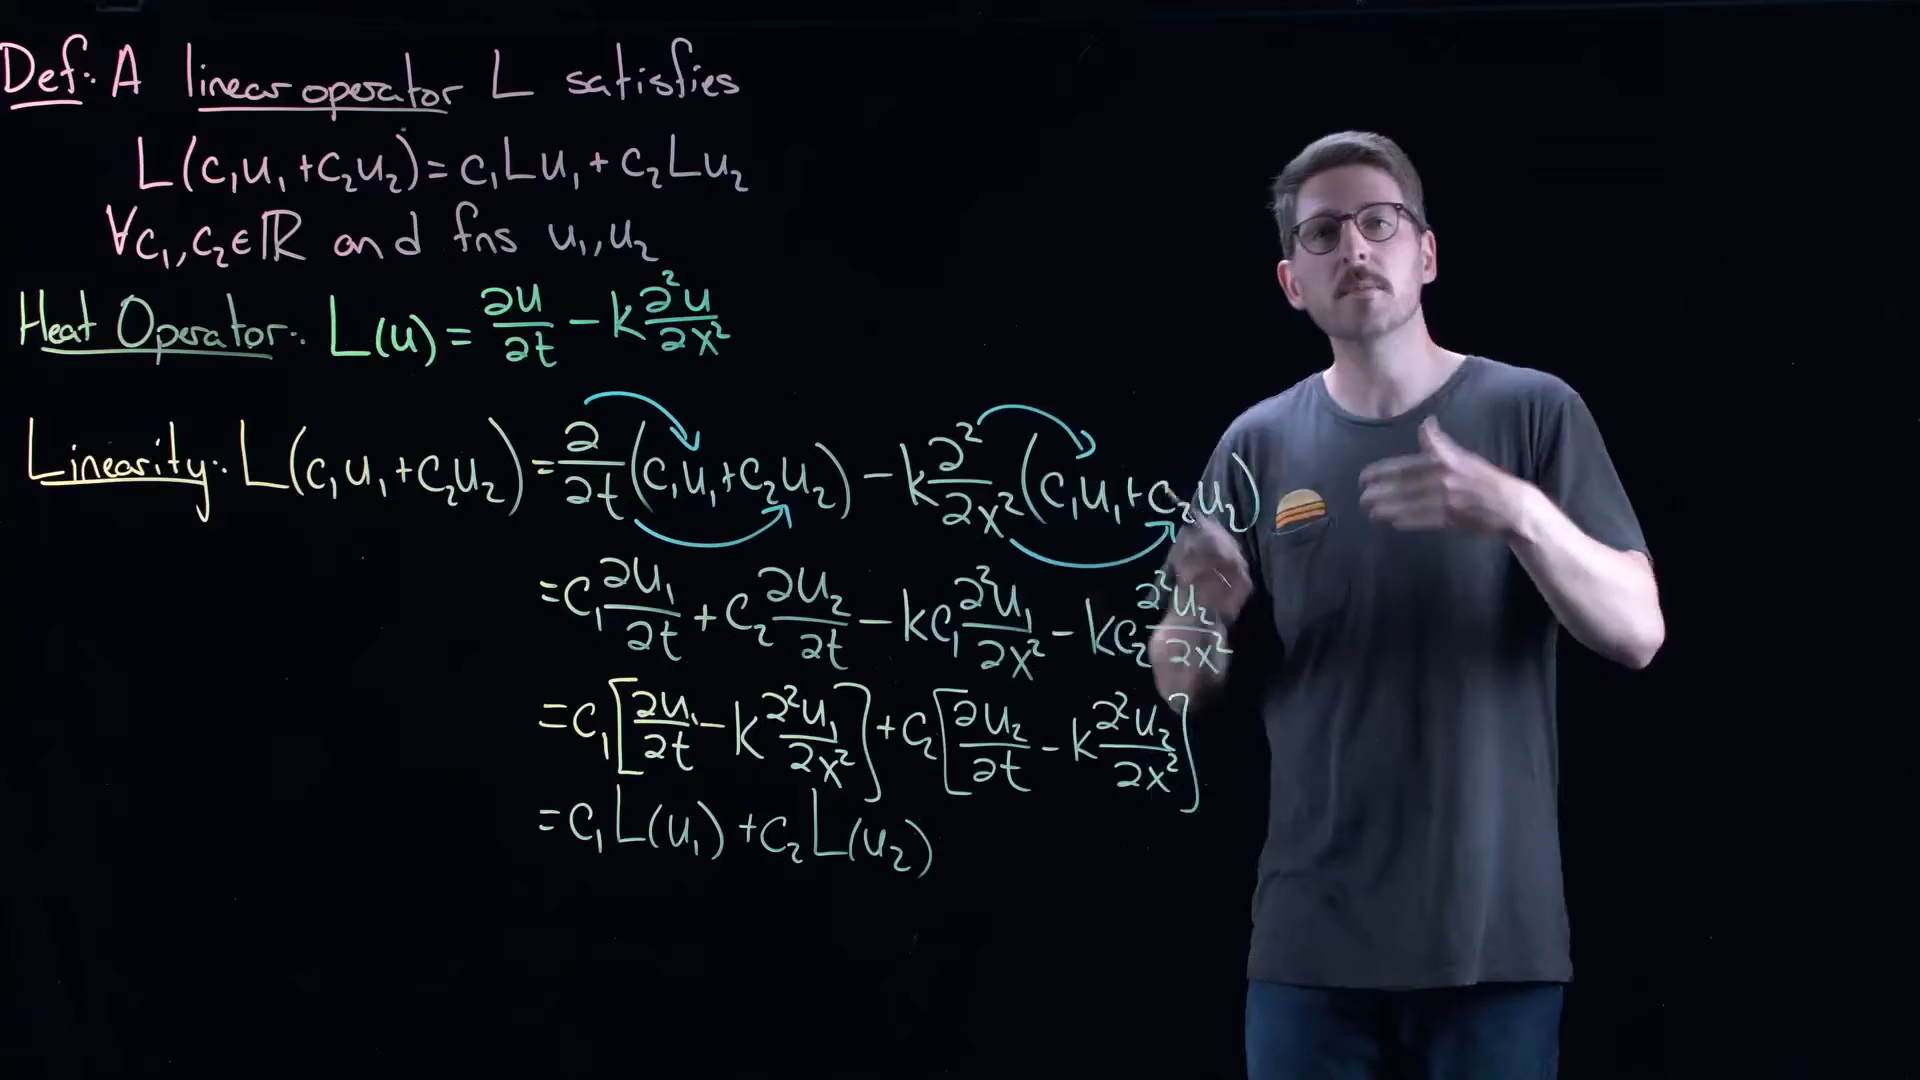 Def: A linear operator L satisfies
L(c₁u₁+c₂u₂)=c₁Lu₁+c₂Lu₂
∀c₁,c₂∈ℝ and fns u₁,u₂
Heat Operator: L(u)=∂u/∂t − k∂²u/∂x²
Linearity: L(c₁u₁+c₂u₂)=∂/∂t(c₁u₁+c₂u₂) − k∂²/∂x²(c₁u₁+c₂u₂)
=c₁∂u₁/∂t + c₂∂u₂/∂t − kc₁∂²u₁/∂x² − kc₂∂²u₂/∂x²
=c₁[∂u₁/∂t − k∂²u₁/∂x²]+c₂[∂u₂/∂t − k∂²u₂/∂x²]
=c₁L(u₁)+c₂L(u₂)